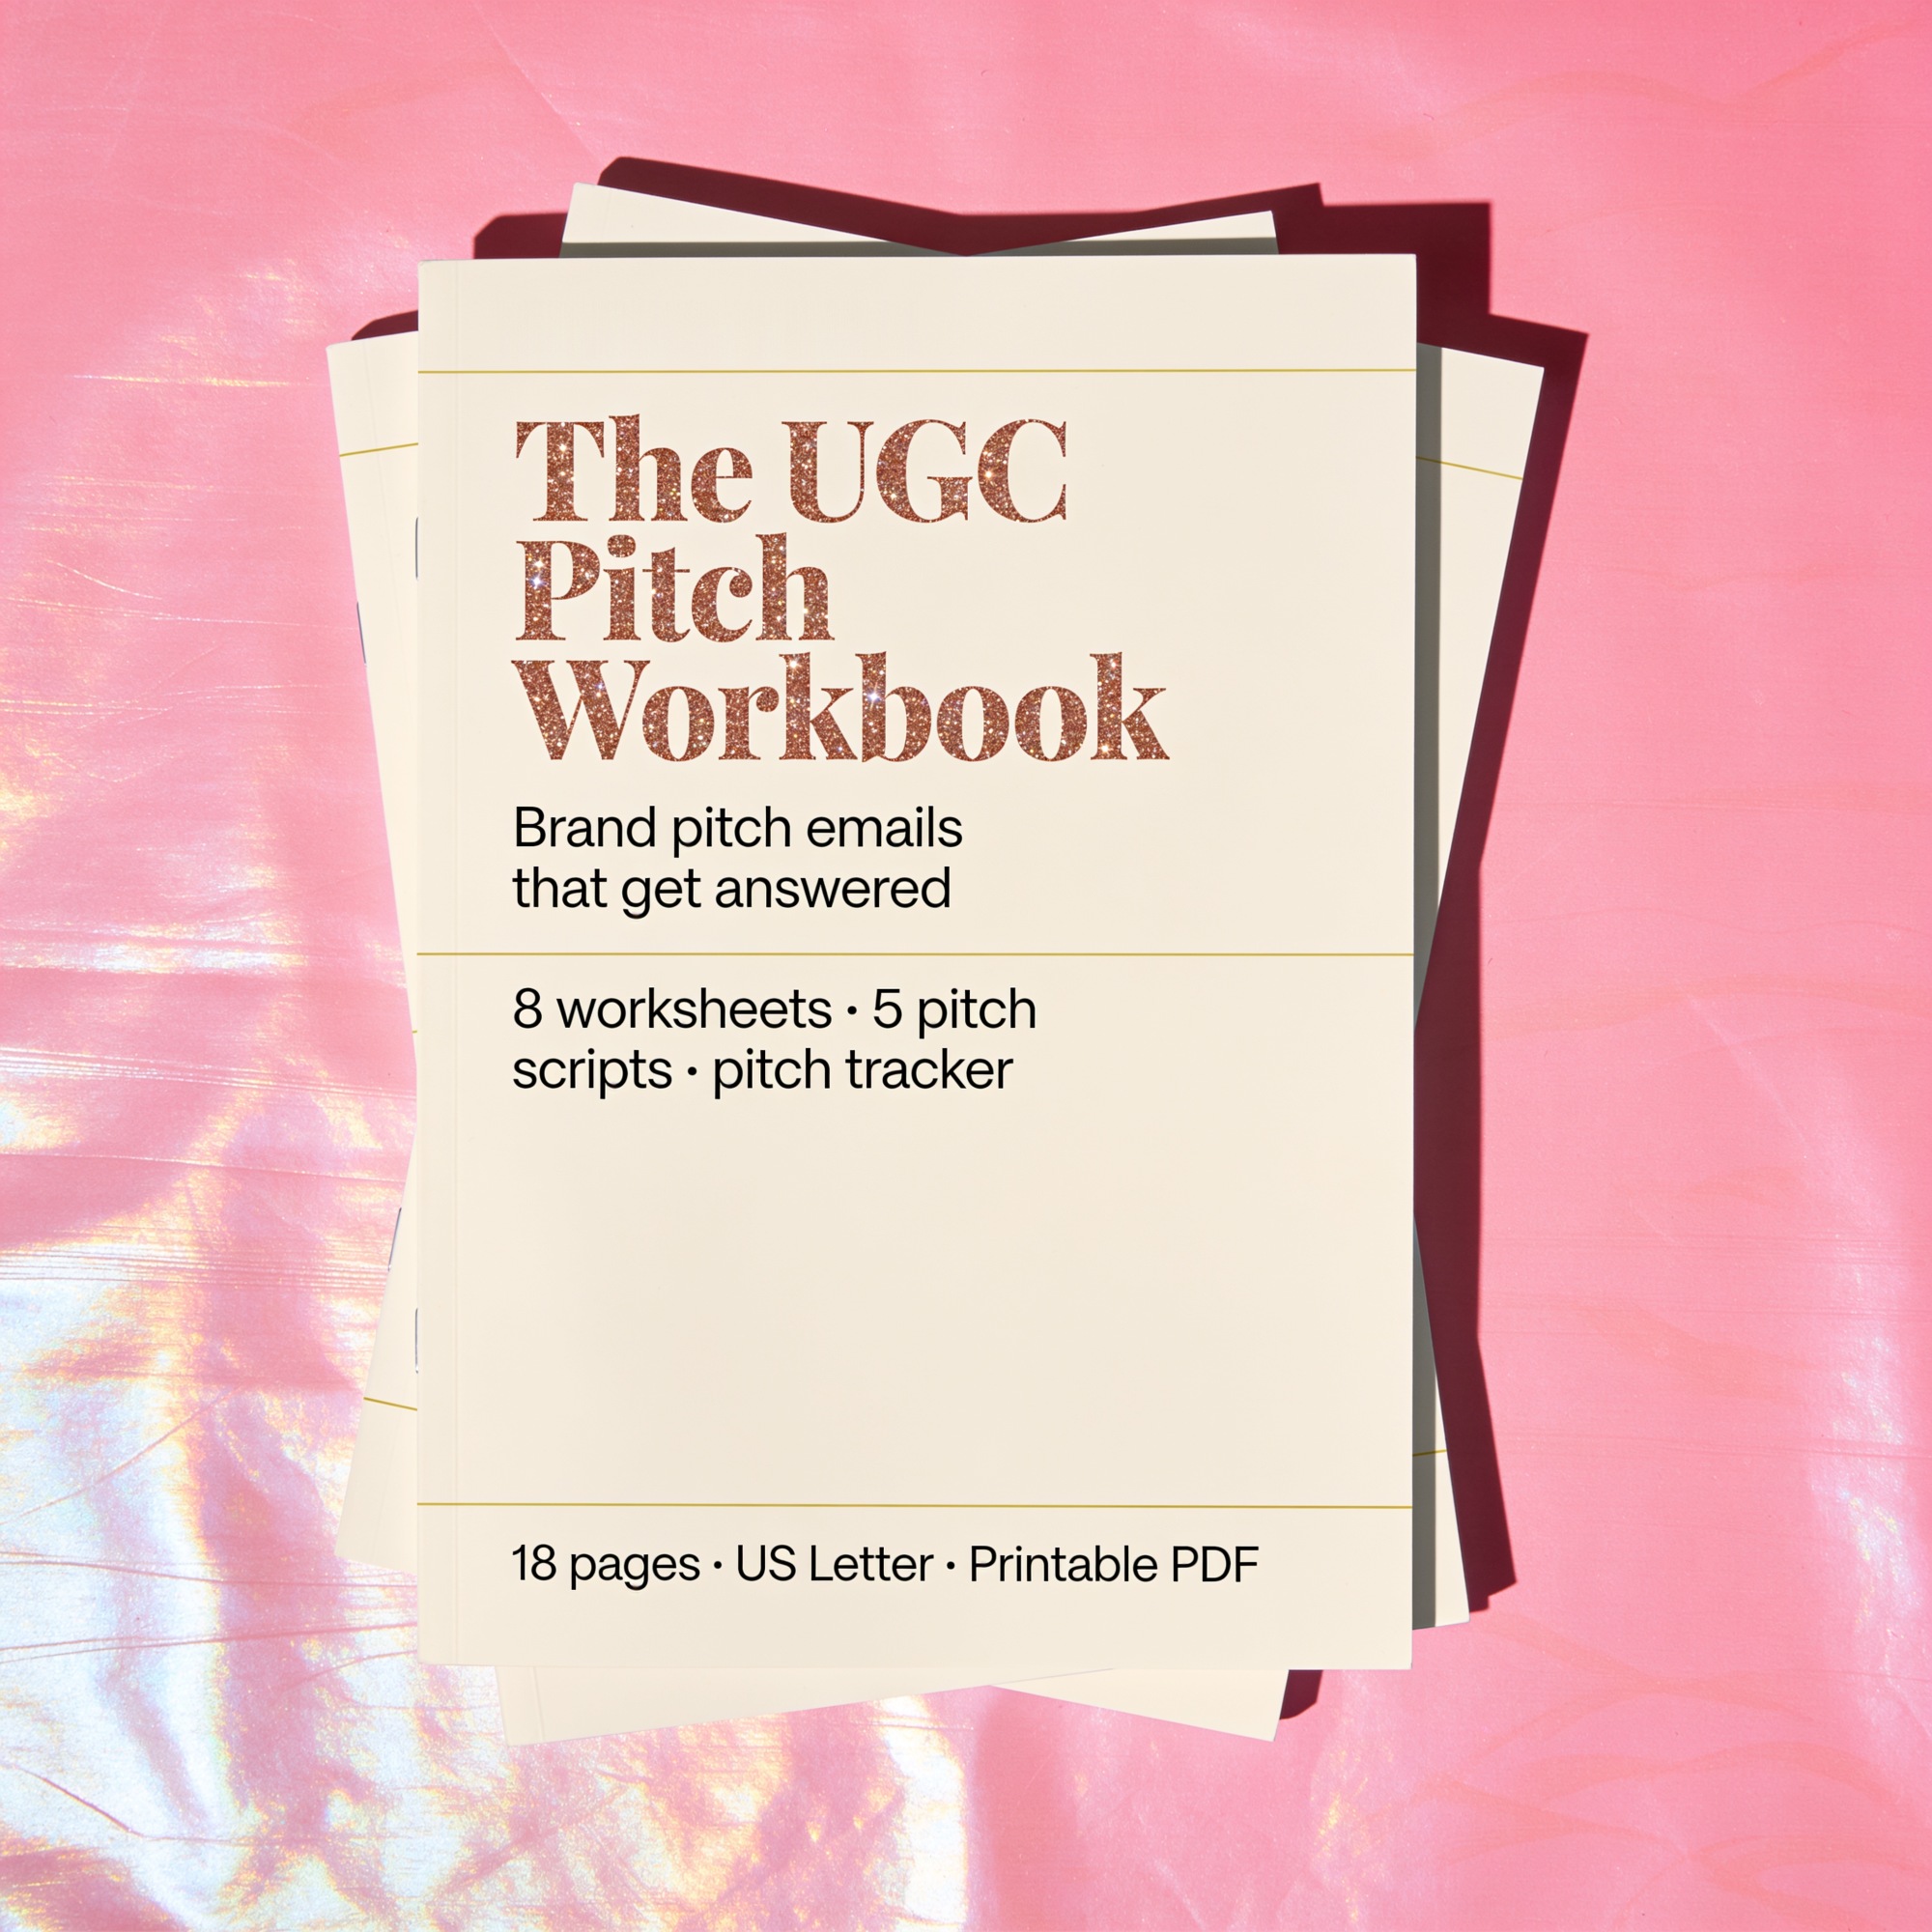 The UGC
Pitch
Workbook
Brand pitch emails
that get answered
8 worksheets · 5 pitch
scripts · pitch tracker
18 pages · US Letter · Printable PDF